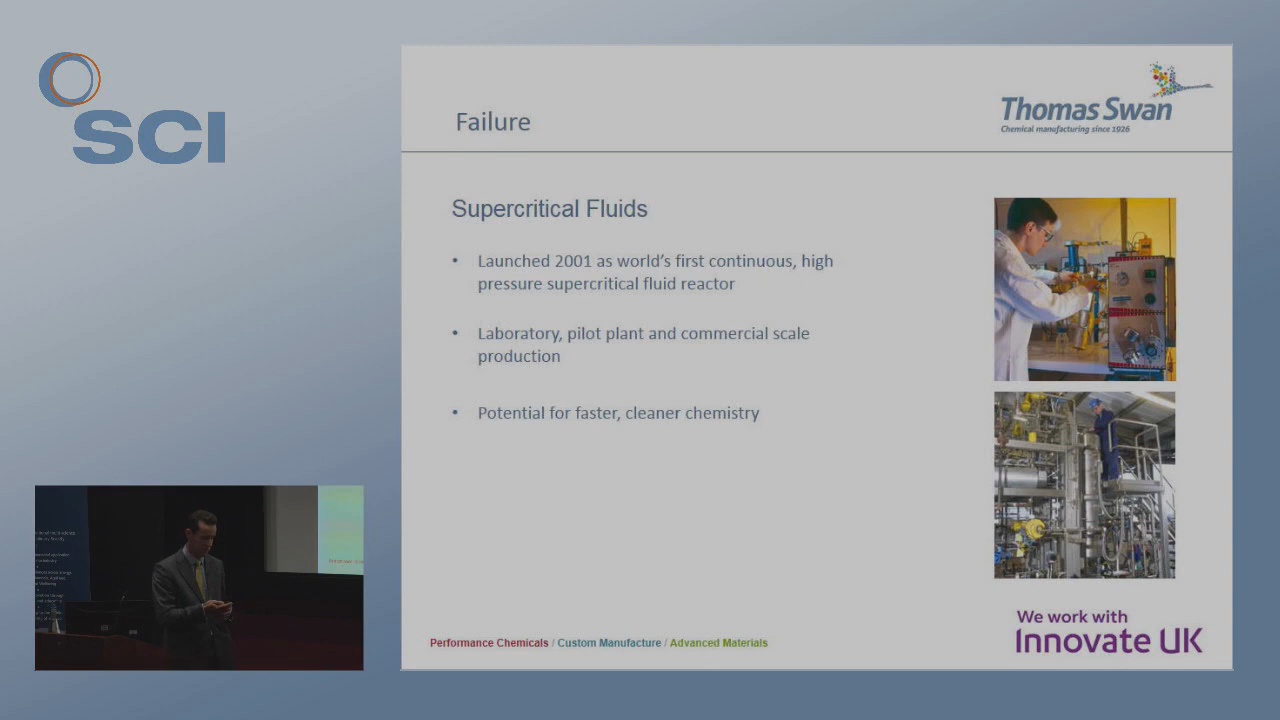 SCI
Failure
Thomas Swan
Chemical manufacturing since 1926
Supercritical Fluids
• Launched 2001 as world's first continuous, high
pressure supercritical fluid reactor
• Laboratory, pilot plant and commercial scale
production
• Potential for faster, cleaner chemistry
We work with
Innovate UK
Performance Chemicals / Custom Manufacture / Advanced Materials